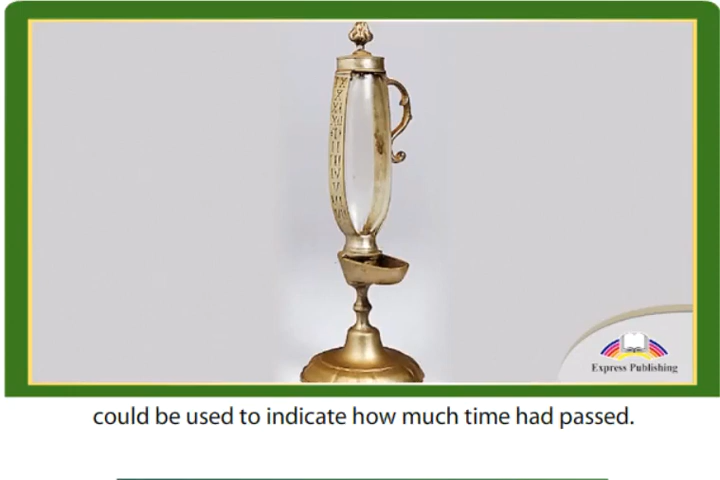 Express Publishing
could be used to indicate how much time had passed.